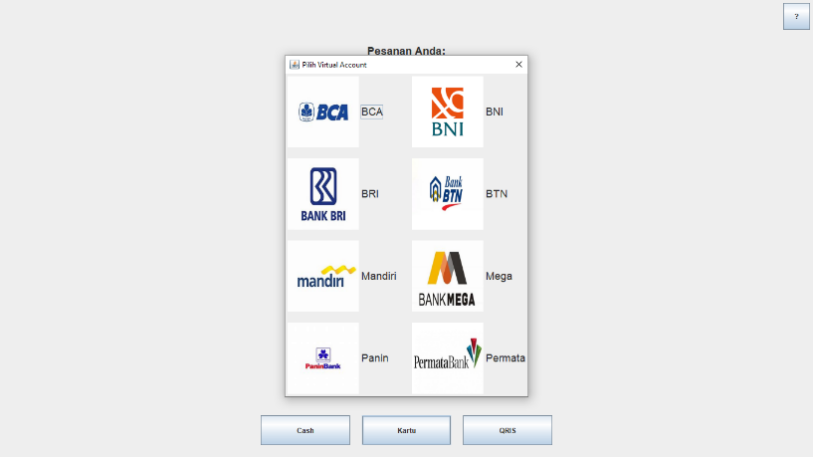 ?
Pesanan Anda:
Pilih Virtual Account
BCA BCA
BNI BNI
BANK BRI BRI
Bank BTN BTN
mandiri Mandiri
BANKMEGA Mega
PaninBank Panin
PermataBank Permata
Cash
Kartu
QRIS